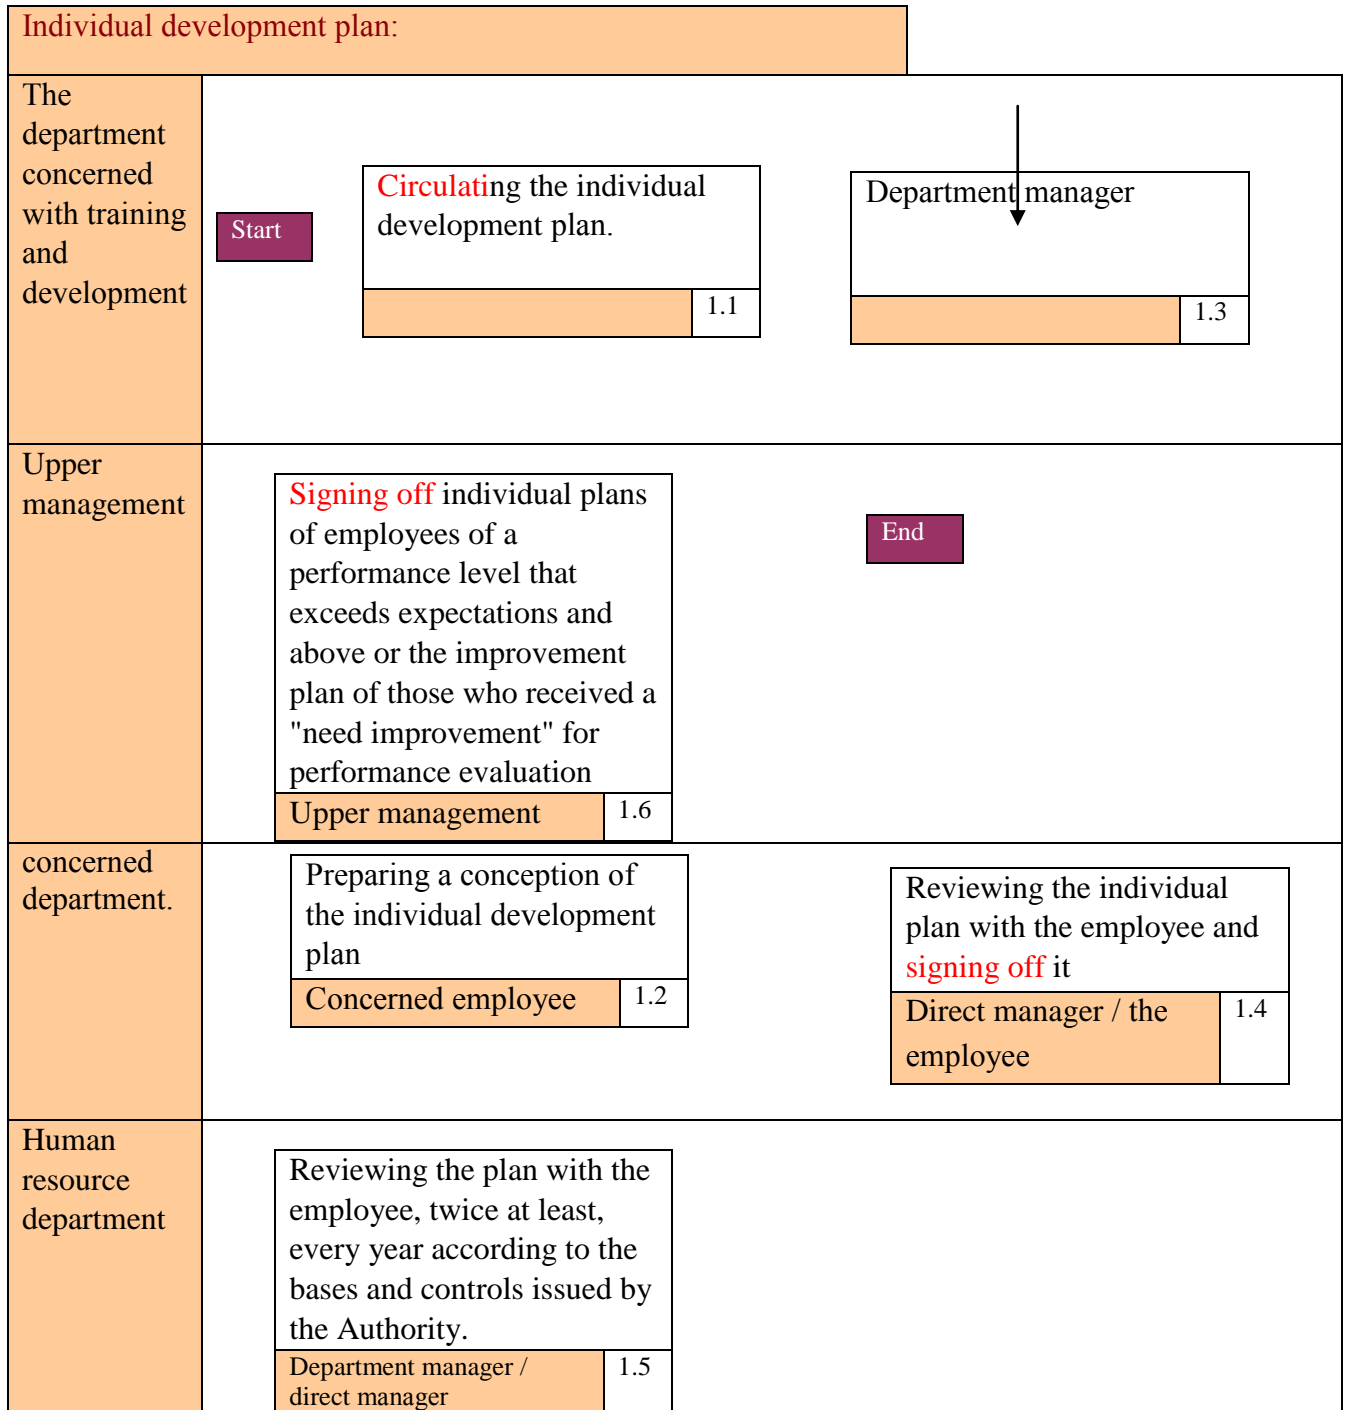 Individual development plan:
The
department
concerned
with training
and
development
Start
Circulating the individual
development plan.
1.1
Department manager
1.3
Upper
management
Signing off individual plans
of employees of a
performance level that
exceeds expectations and
above or the improvement
plan of those who received a
"need improvement" for
performance evaluation
Upper management
1.6
End
concerned
department.
Preparing a conception of
the individual development
plan
Concerned employee
1.2
Reviewing the individual
plan with the employee and
signing off it
Direct manager / the
employee
1.4
Human
resource
department
Reviewing the plan with the
employee, twice at least,
every year according to the
bases and controls issued by
the Authority.
Department manager /
direct manager
1.5